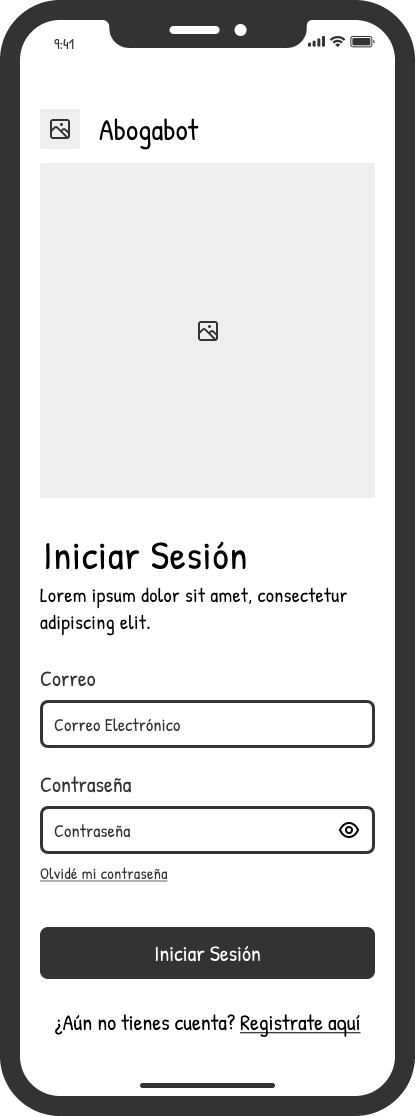 9:41
Abogabot
Iniciar Sesión
Lorem ipsum dolor sit amet, consectetur
adipiscing elit.
Correo
Correo Electrónico
Contraseña
Contraseña
Olvidé mi contraseña
Iniciar Sesión
¿Aún no tienes cuenta? Registrate aquí